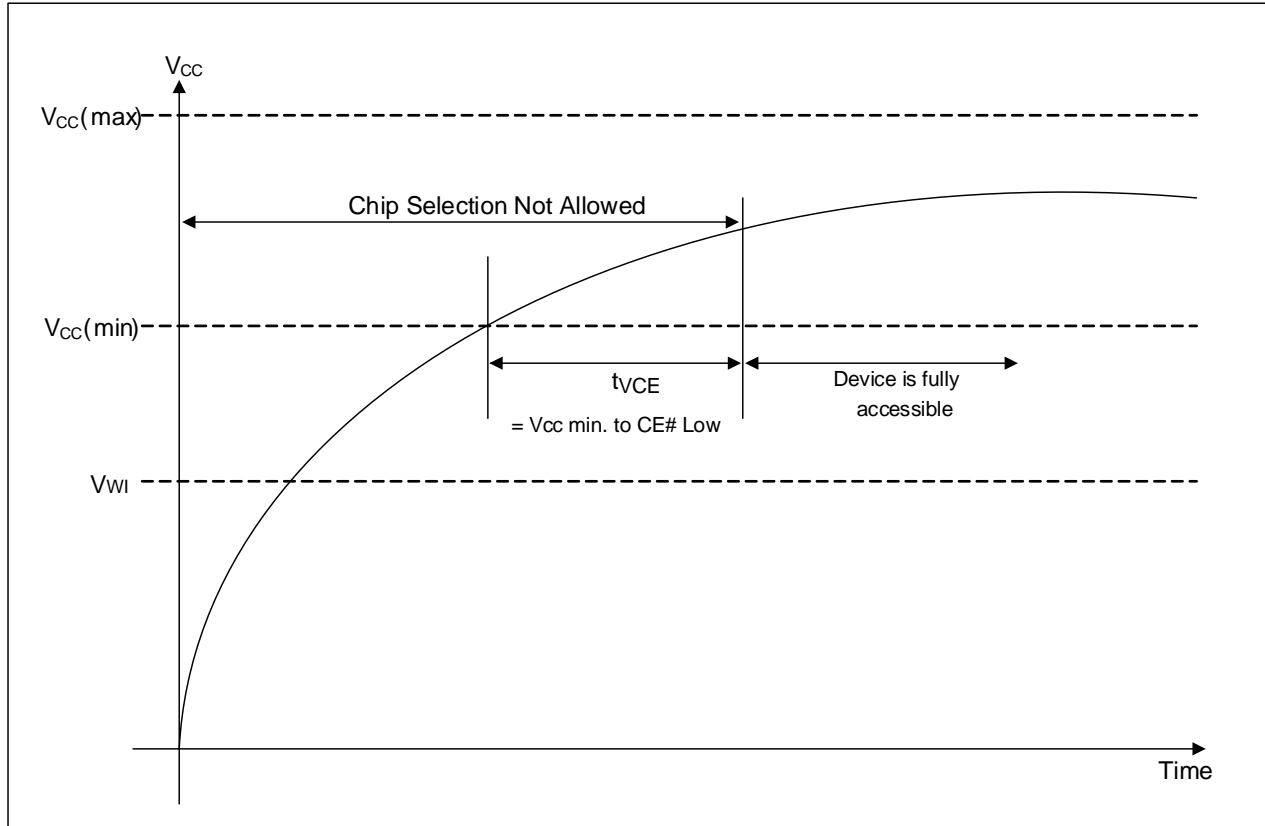 VCC
VCC(max)
Chip Selection Not Allowed
VCC(min)
tVCE
= Vcc min. to CE# Low
Device is fully
accessible
VWI
Time